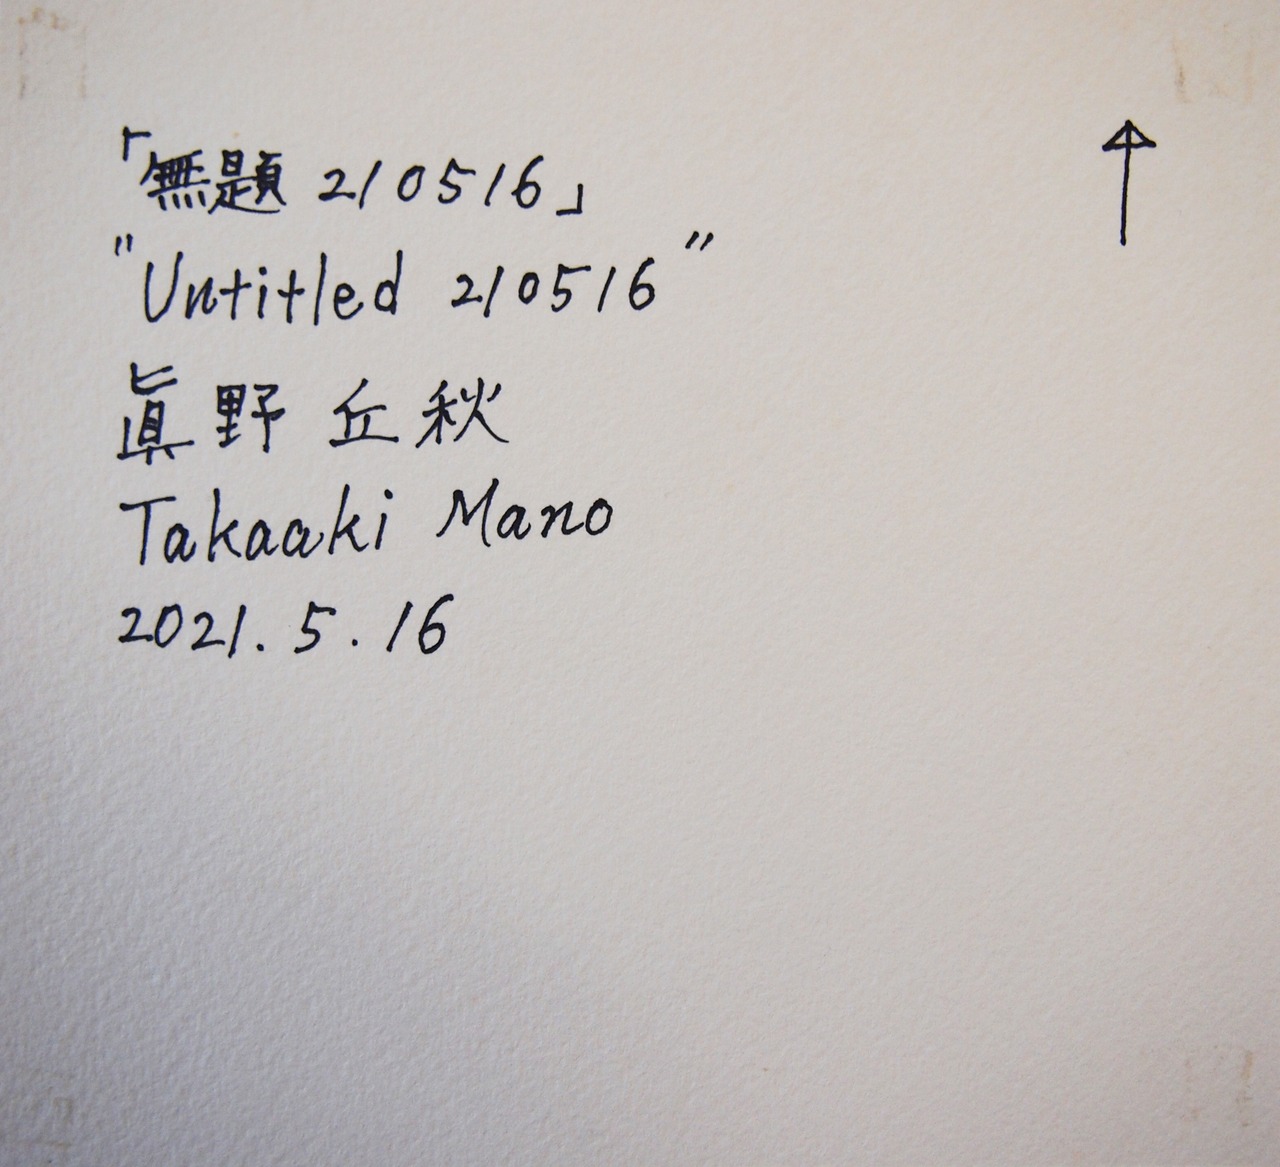 「無題 210516」
"Untitled 210516"
眞野丘秋
Takaaki Mano
2021.5.16